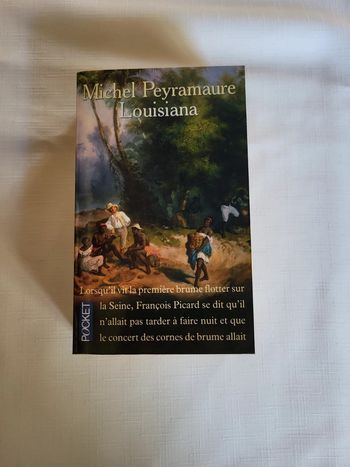 Michel Peyramaure
Louisiana
Lorsqu'il vit la première brume flotter sur
la Seine, François Picard se dit qu'il
n'allait pas tarder à faire nuit et que
le concert des cornes de brume allait
POCKET